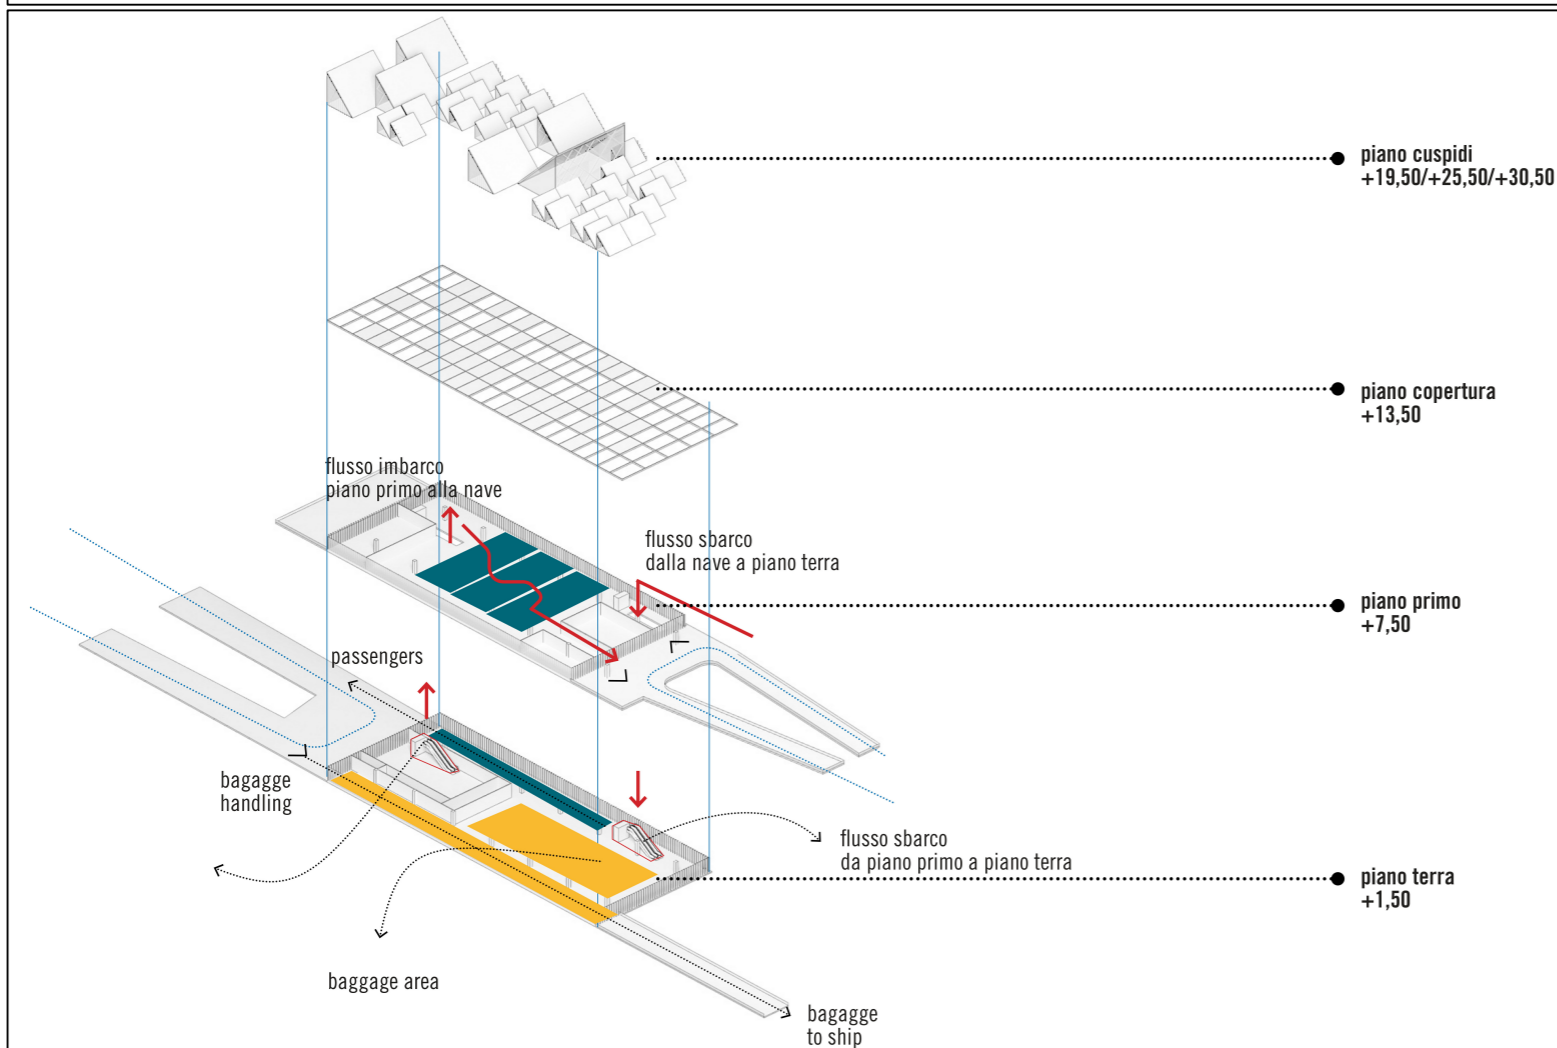 piano cuspidi
+19,50/+25,50/+30,50
piano copertura
+13,50
flusso imbarco
piano primo alla nave
flusso sbarco
dalla nave a piano terra
piano primo
+7,50
passengers
bagagge
handling
flusso sbarco
da piano primo a piano terra
piano terra
+1,50
baggage area
bagagge
to ship